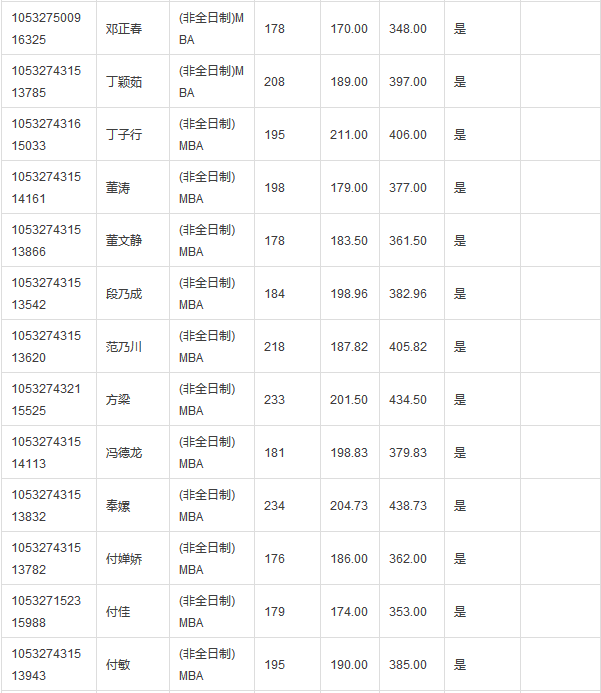 1053275009 邓正春 (非全日制)M 178 170.00 348.00 是
16325 BA
1053274315 丁颖茹 (非全日制)M 208 189.00 397.00 是
13785 BA
1053274316 丁子行 (非全日制) 195 211.00 406.00 是
15033 MBA
1053274315 董涛 (非全日制) 198 179.00 377.00 是
14161 MBA
1053274315 董文静 (非全日制) 178 183.50 361.50 是
13866 MBA
1053274315 段乃成 (非全日制) 184 198.96 382.96 是
13542 MBA
1053274315 范乃川 (非全日制) 218 187.82 405.82 是
13620 MBA
1053274321 方梁 (非全日制) 233 201.50 434.50 是
15525 MBA
1053274315 冯德龙 (非全日制) 181 198.83 379.83 是
14113 MBA
1053274315 奉嫘 (非全日制) 234 204.73 438.73 是
13832 MBA
1053274315 付婵娇 (非全日制) 176 186.00 362.00 是
13782 MBA
1053271523 付佳 (非全日制) 179 174.00 353.00 是
15988 MBA
1053274315 付敏 (非全日制) 195 190.00 385.00 是
13943 MBA